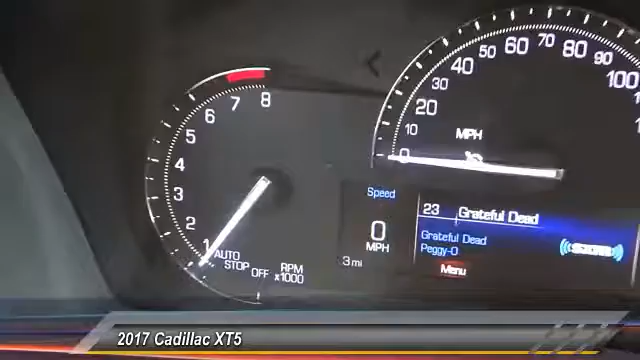 8
7
6
5
4
3
2
1
AUTO
STOP OFF
RPM
x1000
0
10
20
30
40
50
60
70
80
90
100
MPH
Speed
0
MPH
3 mi
23 Grateful Dead
Grateful Dead
Peggy-O
Menu
2017 Cadillac XT5